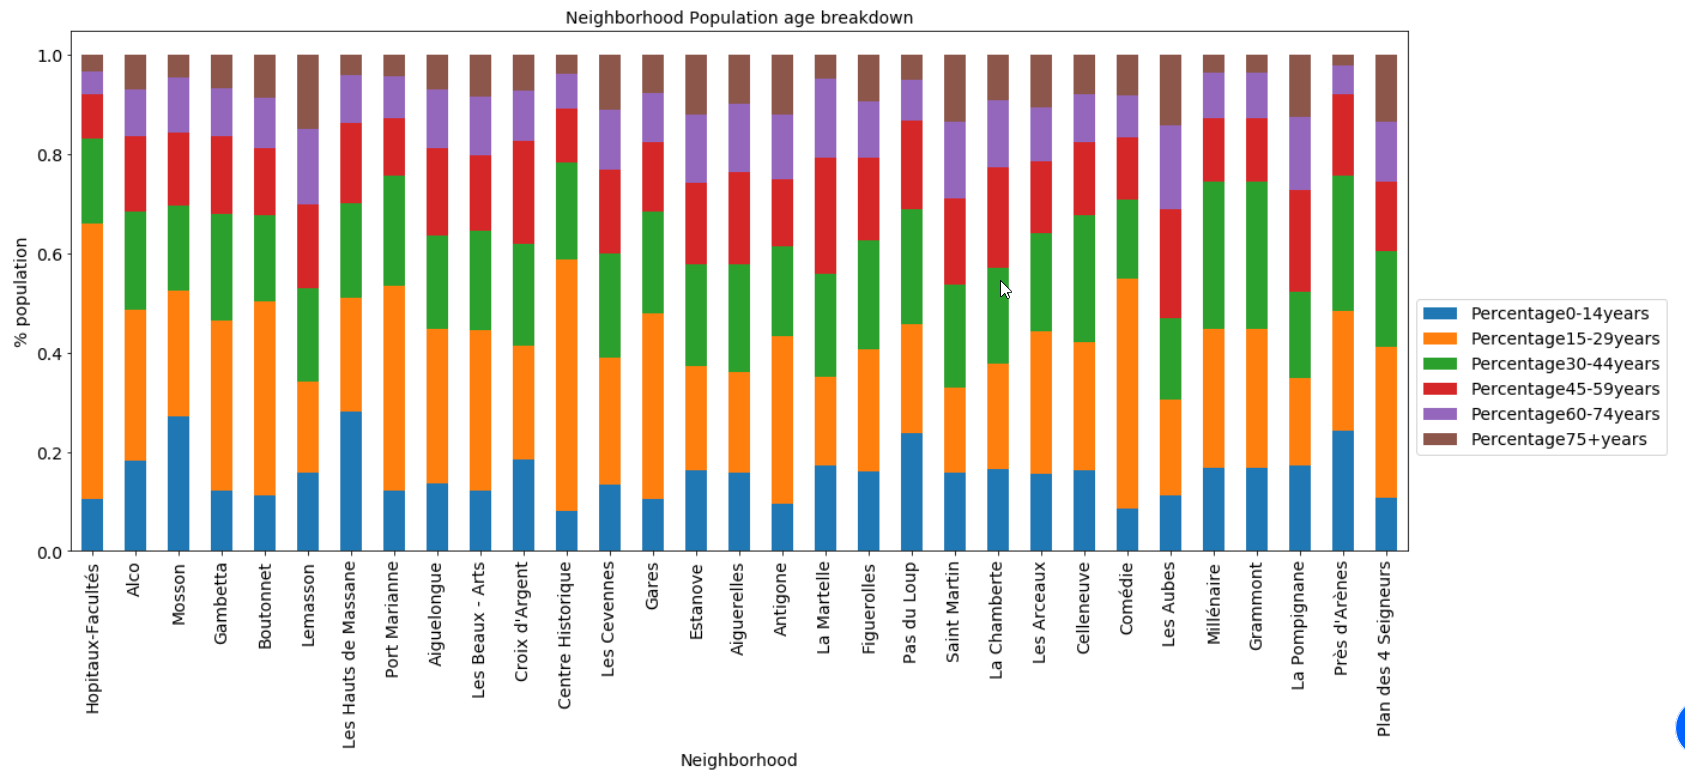 Neighborhood Population age breakdown
% population
1.0
0.8
0.6
0.4
0.2
0.0
Hopitaux-Facultés
Alco
Mosson
Gambetta
Boutonnet
Lemasson
Les Hauts de Massane
Port Marianne
Aiguelongue
Les Beaux - Arts
Croix d'Argent
Centre Historique
Les Cevennes
Gares
Estanove
Aiguerelles
Antigone
La Martelle
Figuerolles
Pas du Loup
Saint Martin
La Chamberte
Les Arceaux
Celleneuve
Comédie
Les Aubes
Millénaire
Grammont
La Pompignane
Près d'Arènes
Plan des 4 Seigneurs
Neighborhood
Percentage0-14years
Percentage15-29years
Percentage30-44years
Percentage45-59years
Percentage60-74years
Percentage75+years